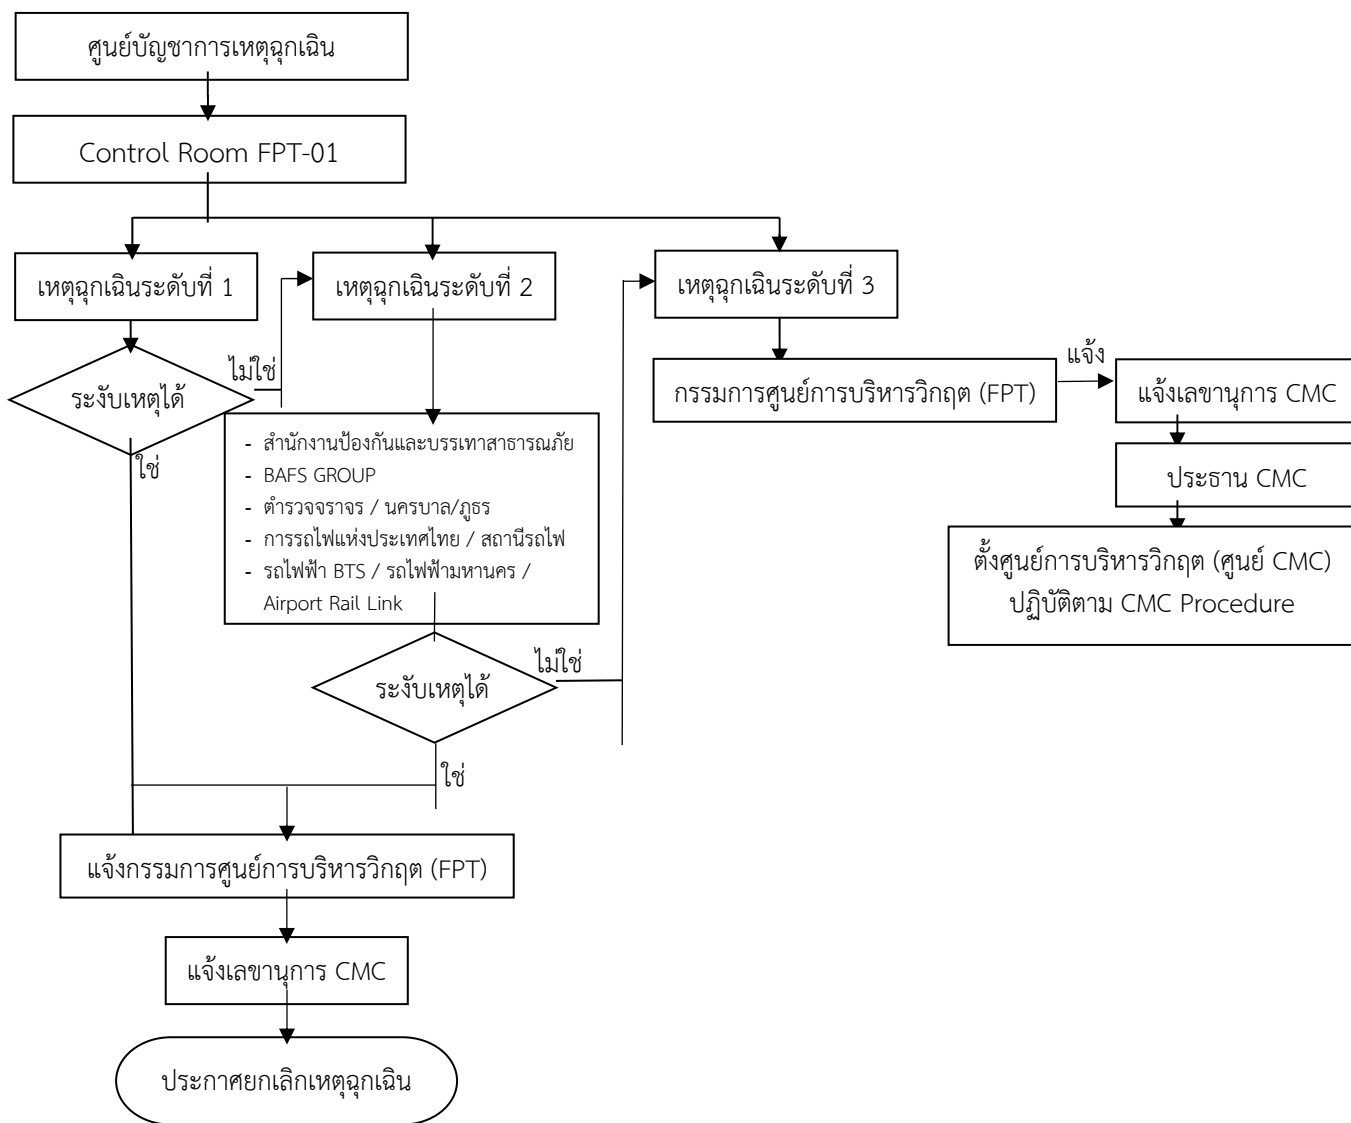 ศูนย์บัญชาการเหตุฉุกเฉิน
Control Room FPT-01
เหตุฉุกเฉินระดับที่ 1
เหตุฉุกเฉินระดับที่ 2
เหตุฉุกเฉินระดับที่ 3
ระงับเหตุได้
ไม่ใช่
ใช่
กรรมการศูนย์การบริหารวิกฤต (FPT)
แจ้ง
แจ้งเลขานุการ CMC
ประธาน CMC
ตั้งศูนย์การบริหารวิกฤต (ศูนย์ CMC)
ปฏิบัติตาม CMC Procedure
- สำนักงานป้องกันและบรรเทาสาธารณภัย
- BAFS GROUP
- ตำรวจจราจร / นครบาล/ภูธร
- การรถไฟแห่งประเทศไทย / สถานีรถไฟ
- รถไฟฟ้า BTS / รถไฟฟ้ามหานคร /
Airport Rail Link
ระงับเหตุได้
ไม่ใช่
ใช่
แจ้งกรรมการศูนย์การบริหารวิกฤต (FPT)
แจ้งเลขานุการ CMC
ประกาศยกเลิกเหตุฉุกเฉิน